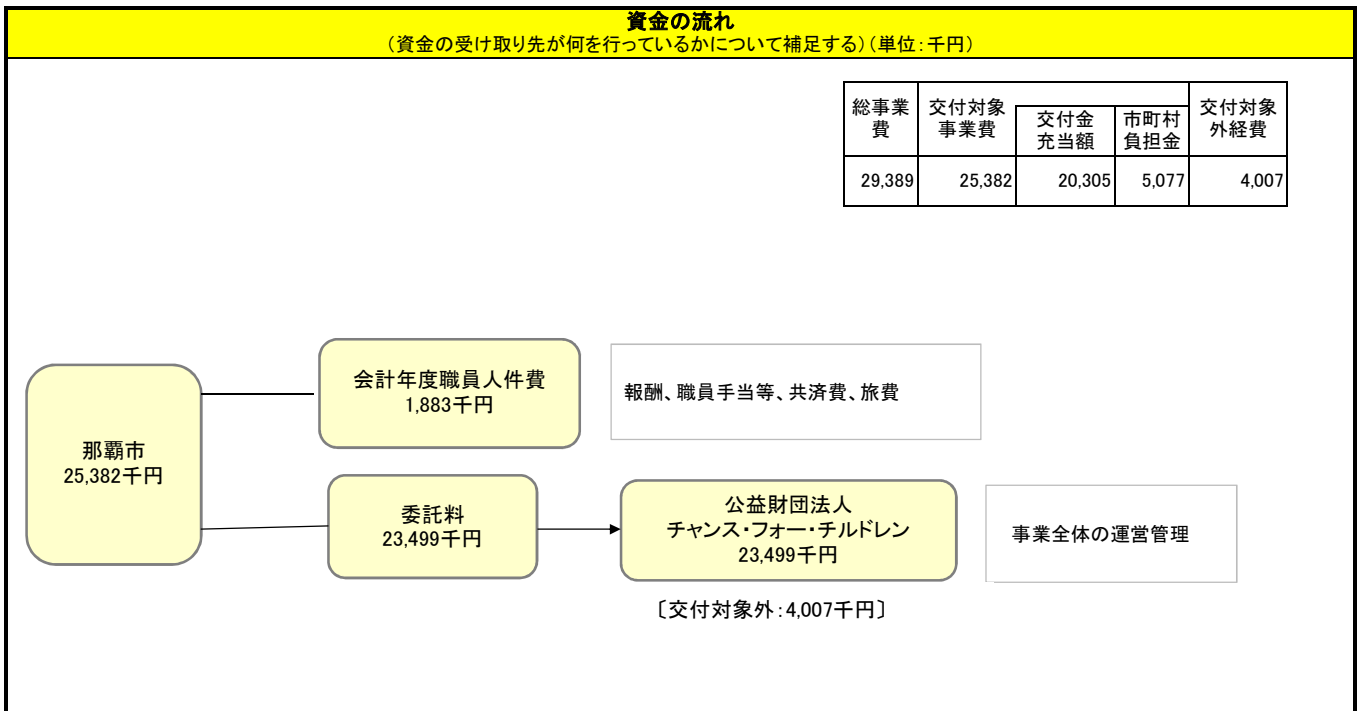 資金の流れ
（資金の受け取り先が何を行っているかについて補足する）（単位：千円）
総事業
費
交付対象
事業費
交付金
充当額
市町村
負担金
交付対象
外経費
29,389
25,382
20,305
5,077
4,007
会計年度職員人件費
1,883千円
報酬、職員手当等、共済費、旅費
那覇市
25,382千円
委託料
23,499千円
公益財団法人
チャンス・フォー・チルドレン
23,499千円
事業全体の運営管理
〔交付対象外：4,007千円〕